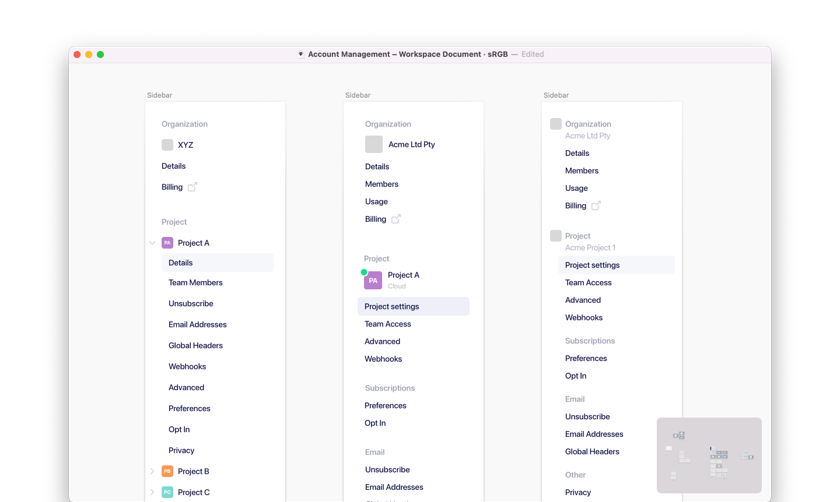 Account Management – Workspace Document · sRGB — Edited
Sidebar
Organization
XYZ
Details
Billing
Project
PA Project A
Details
Team Members
Unsubscribe
Email Addresses
Global Headers
Webhooks
Advanced
Preferences
Opt In
Privacy
PB Project B
PC Project C
Sidebar
Organization
Acme Ltd Pty
Details
Members
Usage
Billing
Project
PA Project A
Cloud
Project settings
Team Access
Advanced
Webhooks
Subscriptions
Preferences
Opt In
Email
Unsubscribe
Email Addresses
Sidebar
Organization
Acme Ltd Pty
Details
Members
Usage
Billing
Project
Acme Project 1
Project settings
Team Access
Advanced
Webhooks
Subscriptions
Preferences
Opt In
Email
Unsubscribe
Email Addresses
Global Headers
Other
Privacy